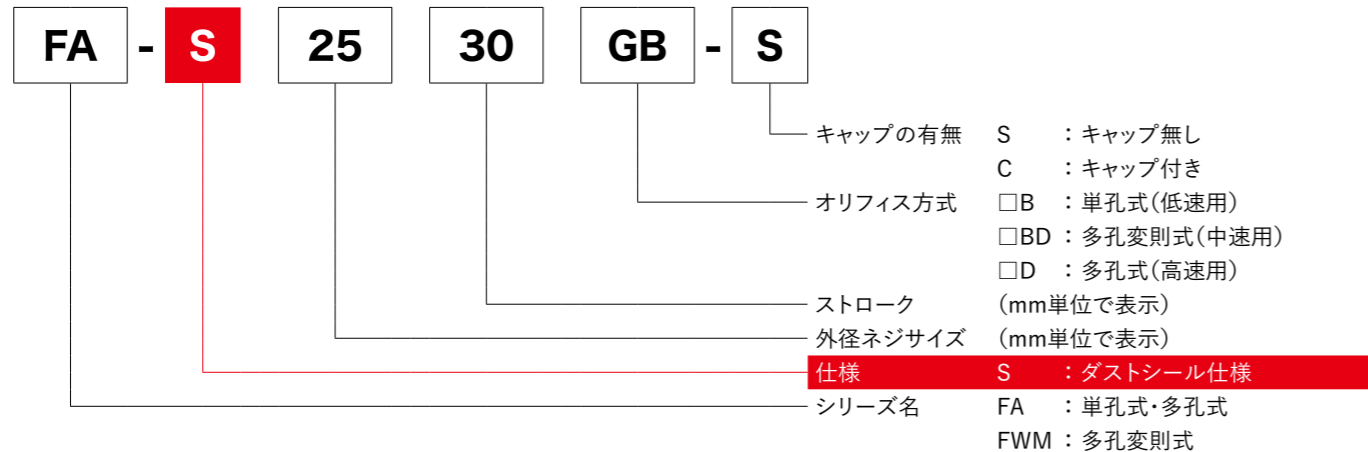 FA - S 25 30 GB - S
キャップの有無 S ：キャップ無し
C ：キャップ付き
オリフィス方式 □B ：単孔式(低速用)
□BD ：多孔変則式(中速用)
□D ：多孔式(高速用)
ストローク (mm単位で表示)
外径ネジサイズ (mm単位で表示)
仕様 S ：ダストシール仕様
シリーズ名 FA ：単孔式・多孔式
FWM ：多孔変則式